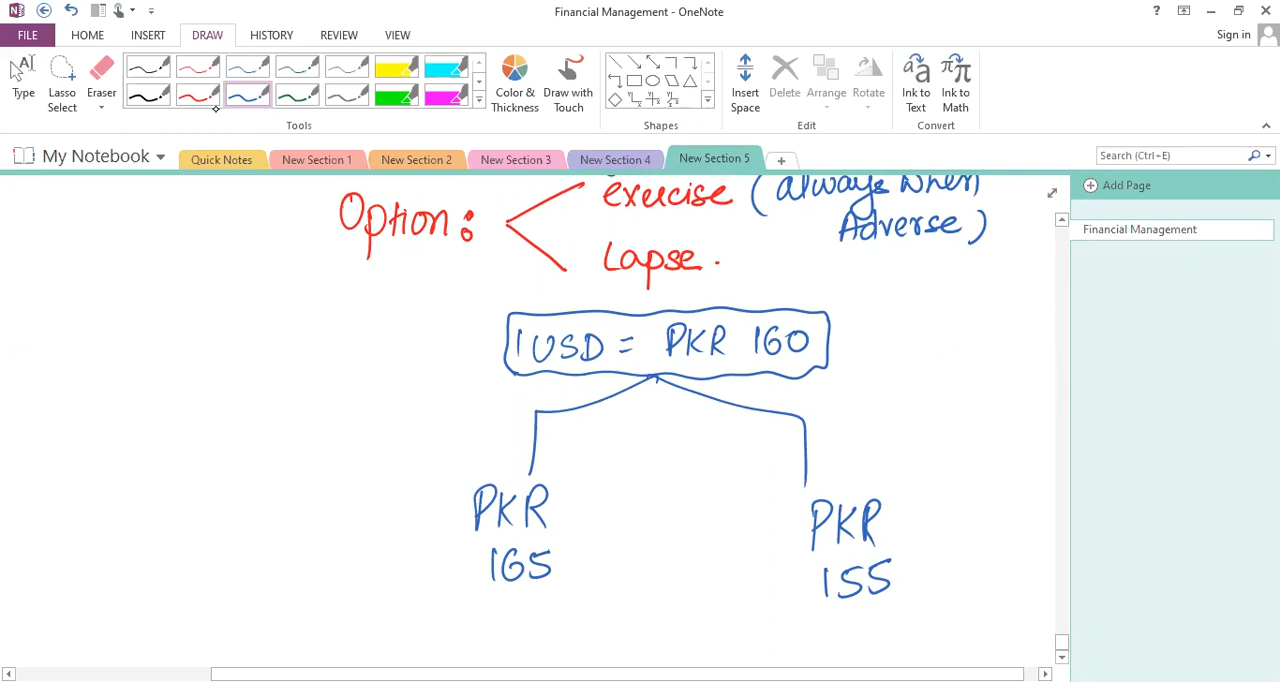 Financial Management - OneNote
Sign in
FILE HOME INSERT DRAW HISTORY REVIEW VIEW
Type
Lasso Select
Eraser
Color & Thickness
Draw with Touch
Insert Space
Delete
Arrange
Rotate
Ink to Text
Ink to Math
Tools
Shapes
Edit
Convert
My Notebook
Quick Notes
New Section 1
New Section 2
New Section 3
New Section 4
New Section 5
Search (Ctrl+E)
Add Page
Financial Management
Option:
exercise (always when
Adverse)
Lapse.
1 USD = PKR 160
PKR
165
PKR
155